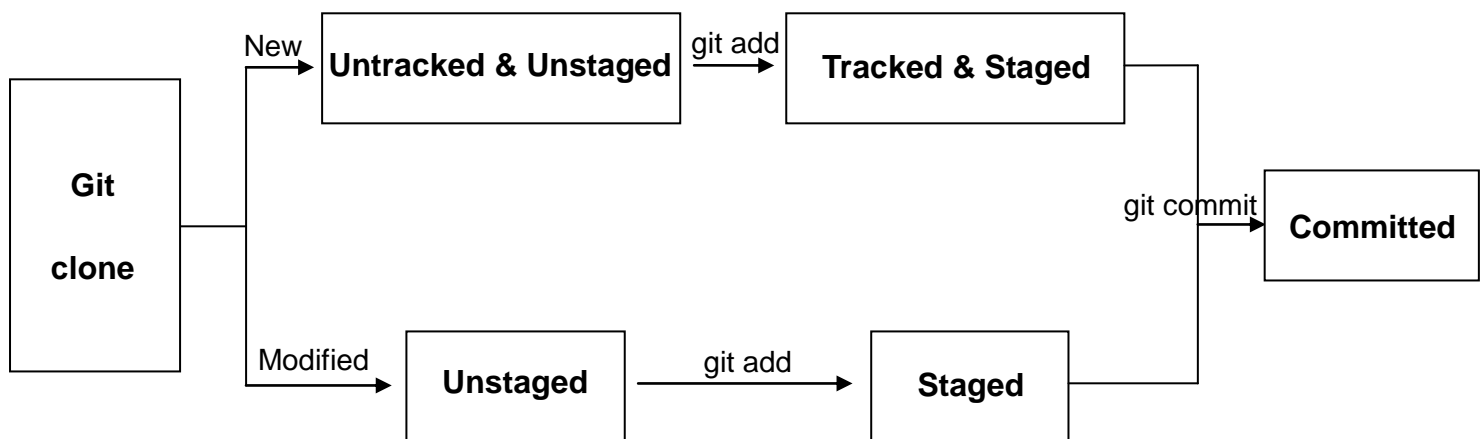 Git
clone
New
Untracked & Unstaged
git add
Tracked & Staged
git commit
Committed
Modified
Unstaged
git add
Staged